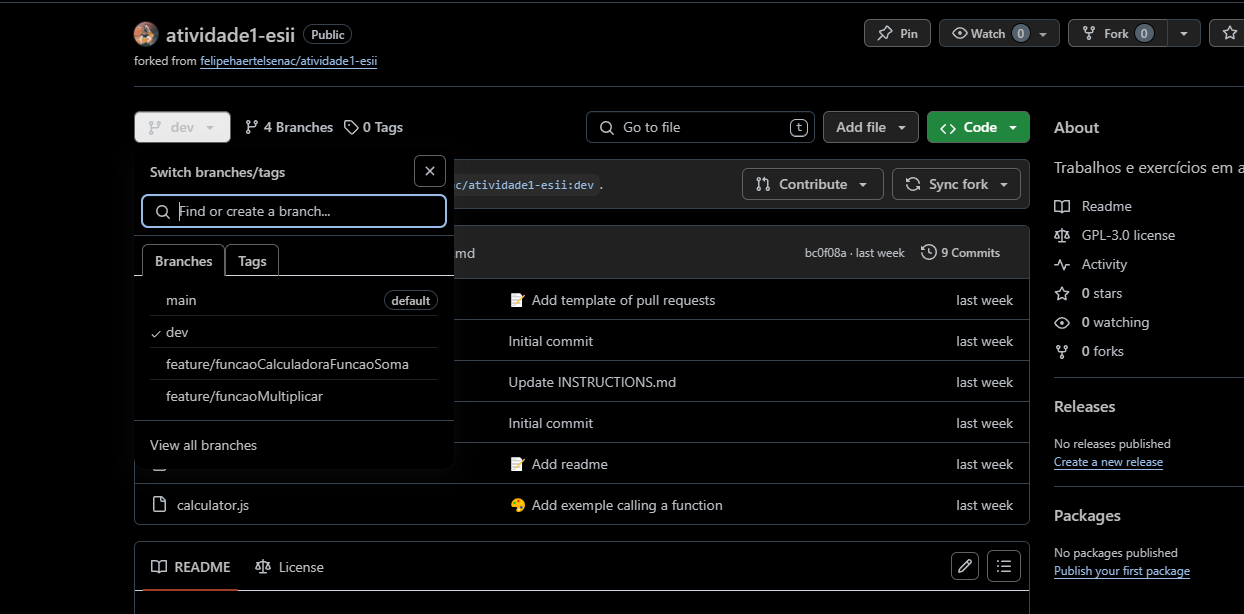 atividade1-esii Public Pin Watch 0 Fork 0
forked from felipehaertelsenac/atividade1-esii
dev 4 Branches 0 Tags Go to file t Add file Code
Switch branches/tags
Find or create a branch...
Branches Tags
main default
dev
feature/funcaoCalculadoraFuncaoSoma
feature/funcaoMultiplicar
View all branches
/atividade1-esii:dev . Contribute Sync fork
md bc0f08a · last week 9 Commits
📝 Add template of pull requests last week
Initial commit last week
Update INSTRUCTIONS.md last week
Initial commit last week
📝 Add readme last week
calculator.js 🎨 Add exemple calling a function last week
README License
About
Trabalhos e exercícios em a
Readme
GPL-3.0 license
Activity
0 stars
0 watching
0 forks
Releases
No releases published
Create a new release
Packages
No packages published
Publish your first package